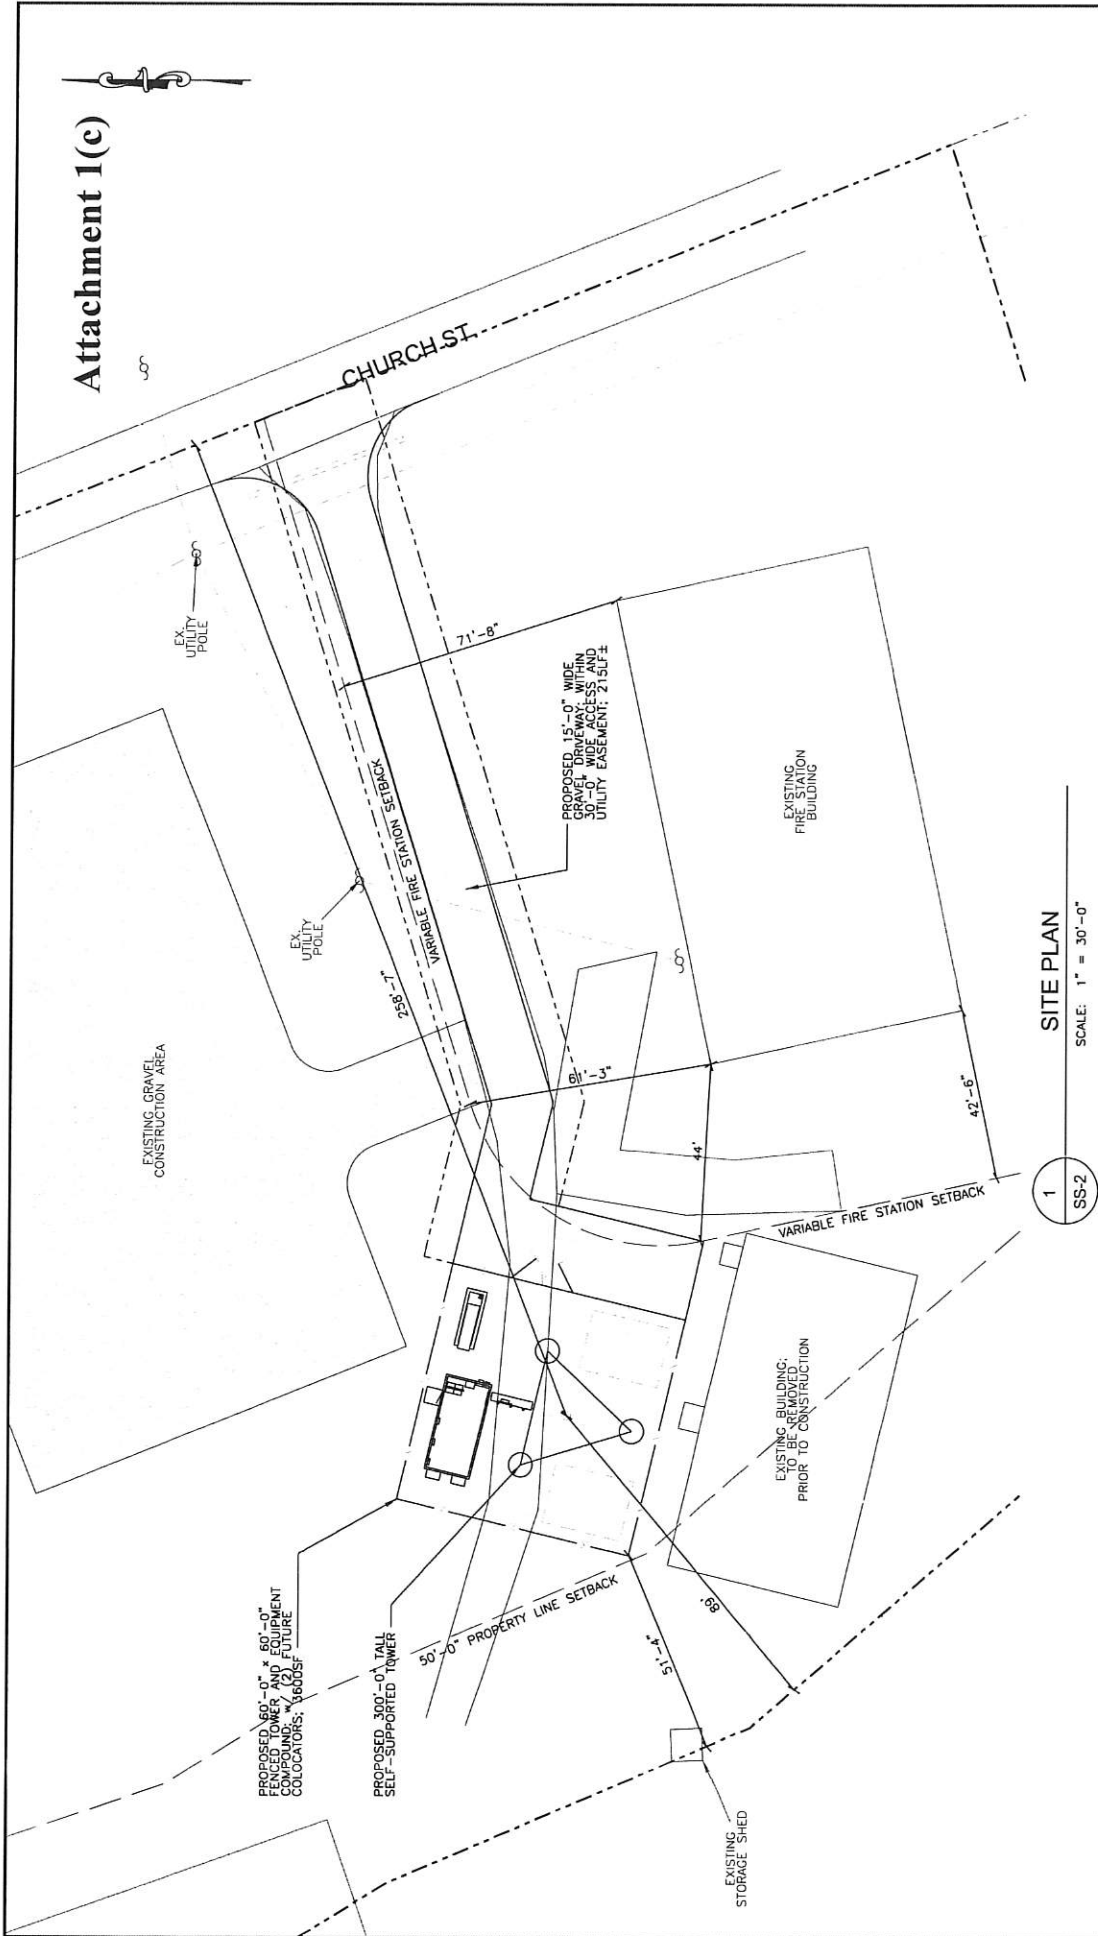 Attachment 1(c)
CHURCH ST.
EX.
UTILITY
POLE
EX.
UTILITY
POLE
258'-7"
VARIABLE FIRE STATION SETBACK
71'-8"
PROPOSED 15'-0" WIDE
GRAVEL DRIVEWAY; WITHIN
30'-0" WIDE ACCESS AND
UTILITY EASEMENT; 215LF±
EXISTING GRAVEL
CONSTRUCTION AREA
EXISTING
FIRE STATION
BUILDING
61'-3"
44'
42'-6"
VARIABLE FIRE STATION SETBACK
PROPOSED 60'-0" x 60'-0"
FENCED TOWER AND EQUIPMENT
COMPOUND; w/ (2) FUTURE
COLOCATORS; 3600SF
PROPOSED 300'-0" TALL
SELF-SUPPORTED TOWER
50'-0" PROPERTY LINE SETBACK
51'-4"
89'
EXISTING BUILDING;
TO BE REMOVED
PRIOR TO CONSTRUCTION
EXISTING
STORAGE SHED
1
SS-2
SITE PLAN
SCALE: 1" = 30'-0"